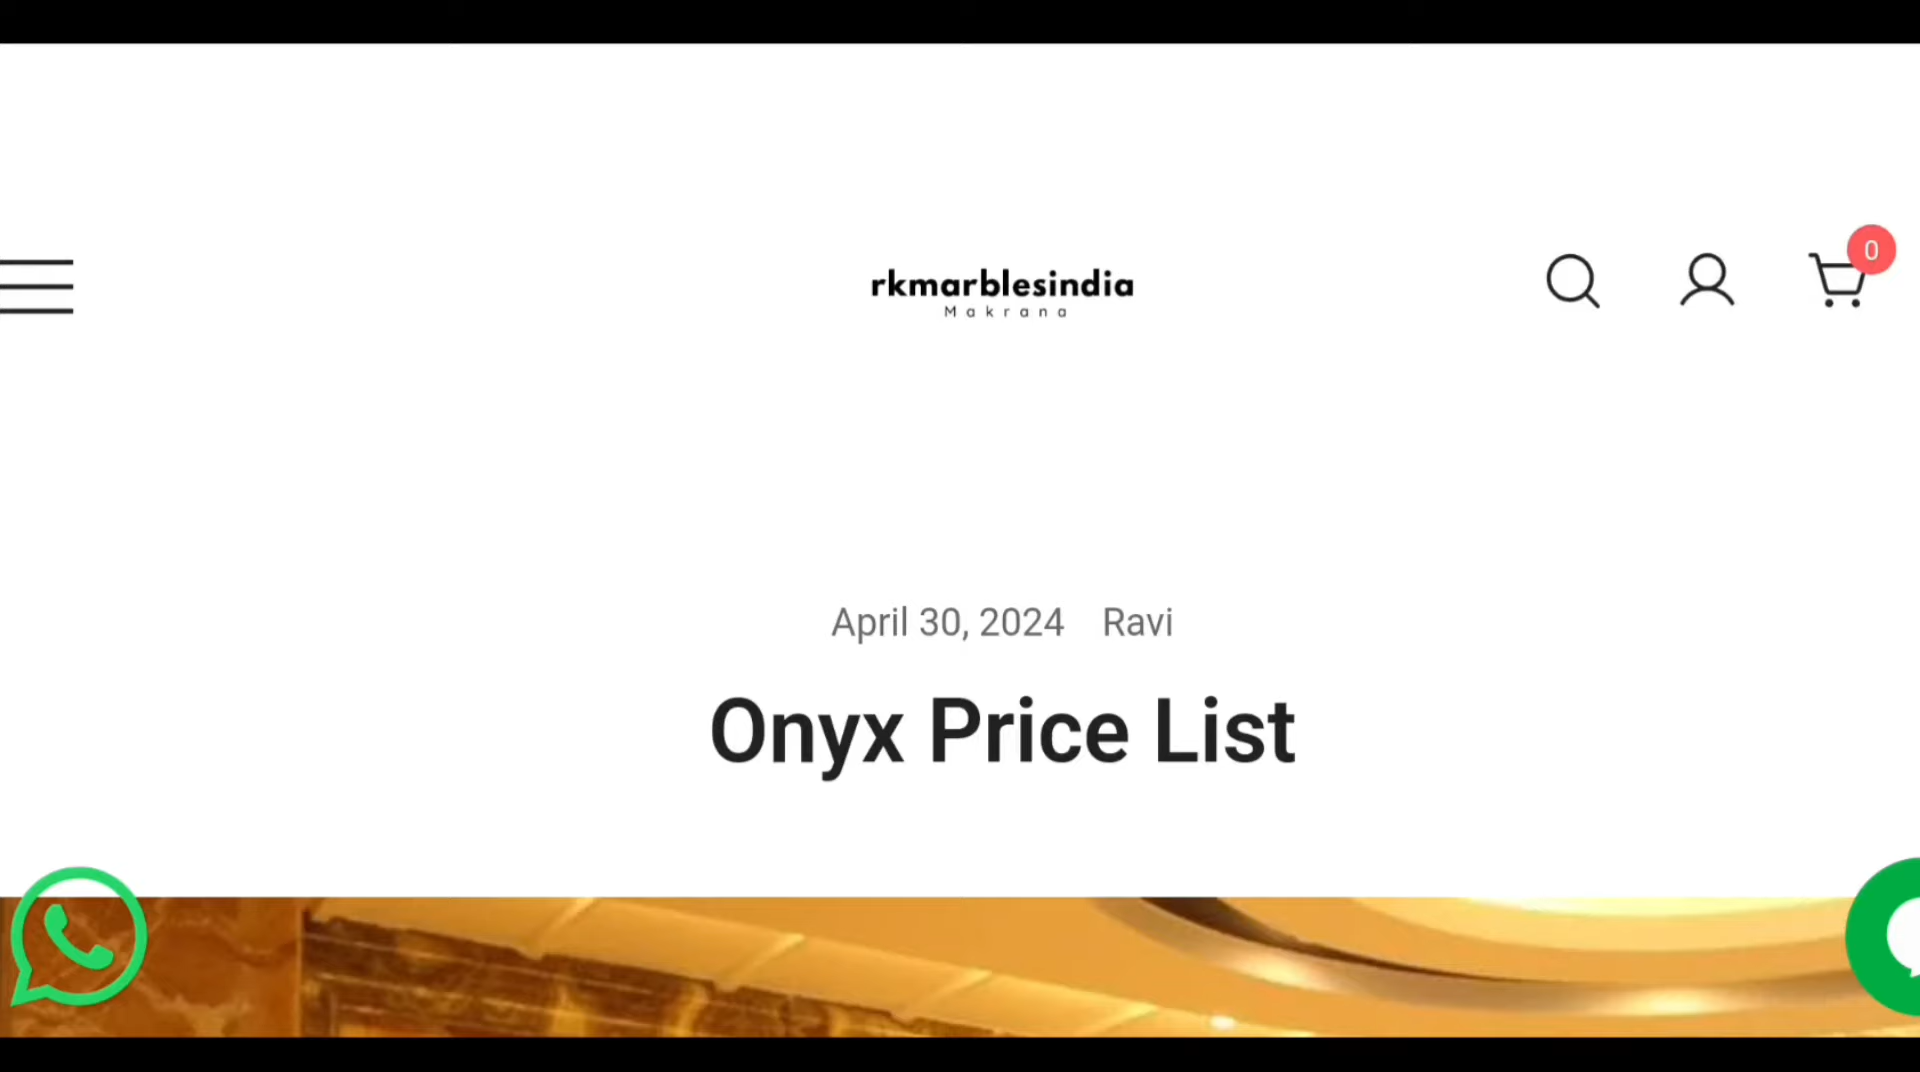 rkmarblesindia
Makrana
0
April 30, 2024 Ravi
Onyx Price List